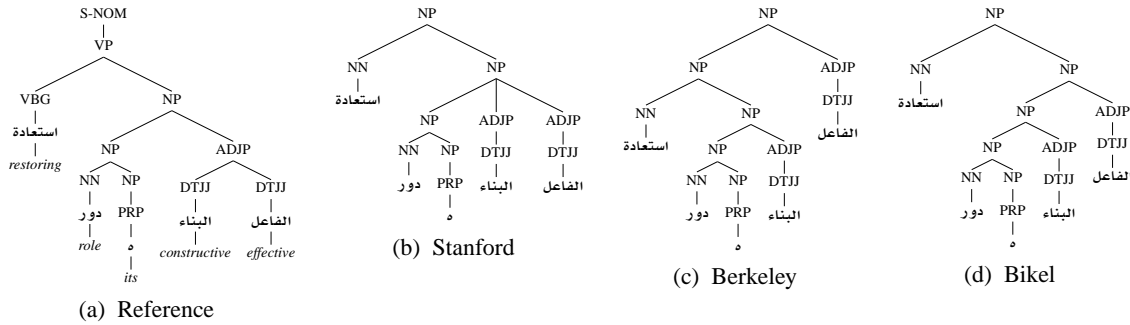 S-NOM
VP
VBG NP
استعادة
restoring
NP ADJP
NN NP DTJJ DTJJ
دور PRP البناء الفاعل
role ه constructive effective
its
(a) Reference
NP
NN NP
استعادة
NP ADJP ADJP
NN NP DTJJ DTJJ
دور PRP البناء الفاعل
ه
(b) Stanford
NP
NP ADJP
DTJJ
NN NP الفاعل
استعادة
NP ADJP
NN NP DTJJ
دور PRP البناء
ه
(c) Berkeley
NP
NN NP
استعادة
NP ADJP
DTJJ
NP ADJP الفاعل
NN NP DTJJ
دور PRP البناء
ه
(d) Bikel